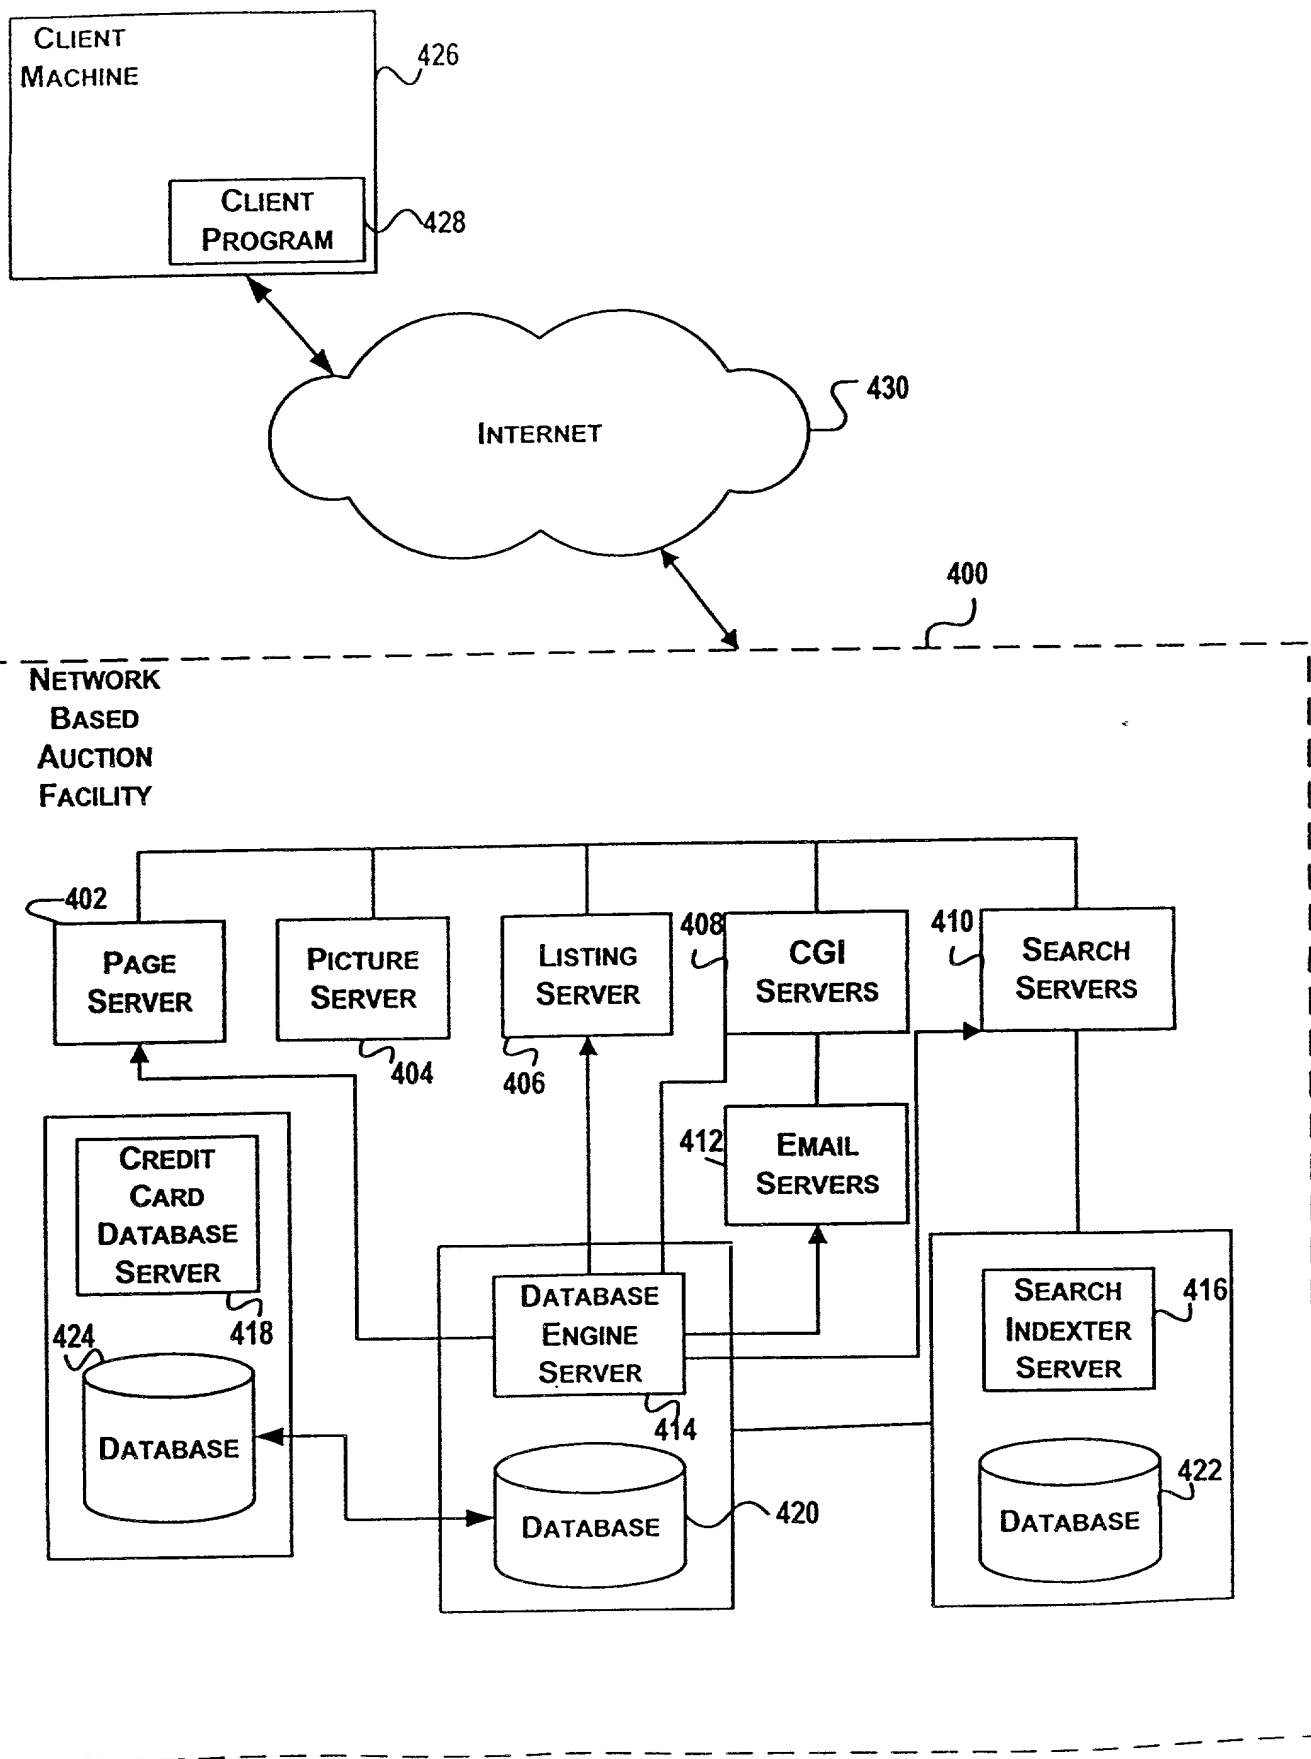 CLIENT
MACHINE
426
CLIENT
PROGRAM
428
INTERNET
430
400
NETWORK
BASED
AUCTION
FACILITY
402
PAGE
SERVER
PICTURE
SERVER
404
LISTING
SERVER
406
408
CGI
SERVERS
410
SEARCH
SERVERS
412
EMAIL
SERVERS
CREDIT
CARD
DATABASE
SERVER
418
424
DATABASE
DATABASE
ENGINE
SERVER
414
DATABASE
420
SEARCH
INDEXTER
SERVER
416
DATABASE
422